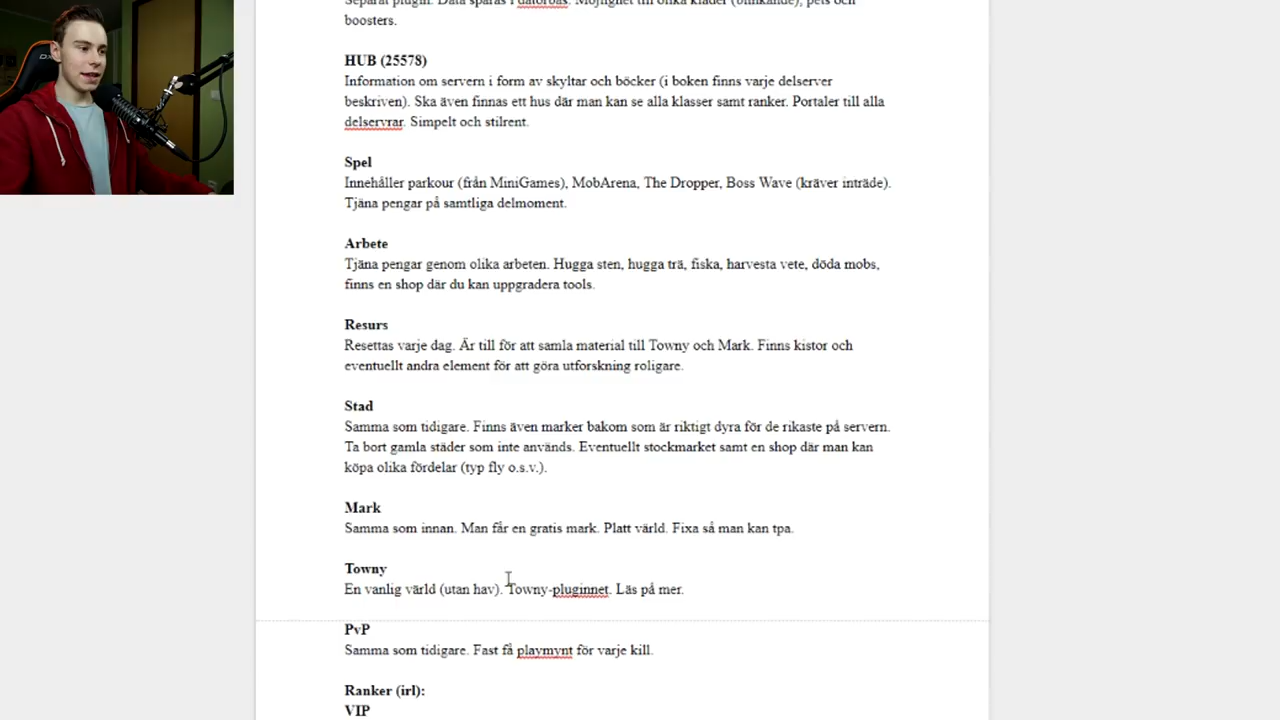 Separat plugin. Data sparas i databas. Möjlighet till olika kläder (blinkande), pets och
boosters.
HUB (25578)
Information om servern i form av skyltar och böcker (i boken finns varje delserver
beskriven). Ska även finnas ett hus där man kan se alla klasser samt ranker. Portaler till alla
delservrar. Simpelt och stilrent.
Spel
Innehåller parkour (från MiniGames), MobArena, The Dropper, Boss Wave (kräver inträde).
Tjäna pengar på samtliga delmoment.
Arbete
Tjäna pengar genom olika arbeten. Hugga sten, hugga trä, fiska, harvesta vete, döda mobs,
finns en shop där du kan uppgradera tools.
Resurs
Resettas varje dag. Är till för att samla material till Towny och Mark. Finns kistor och
eventuellt andra element för att göra utforskning roligare.
Stad
Samma som tidigare. Finns även marker bakom som är riktigt dyra för de rikaste på servern.
Ta bort gamla städer som inte används. Eventuellt stockmarket samt en shop där man kan
köpa olika fördelar (typ fly o.s.v.).
Mark
Samma som innan. Man får en gratis mark. Platt värld. Fixa så man kan tpa.
Towny
En vanlig värld (utan hav). Towny-pluginnet. Läs på mer.
PvP
Samma som tidigare. Fast få playmynt för varje kill.
Ranker (irl):
VIP